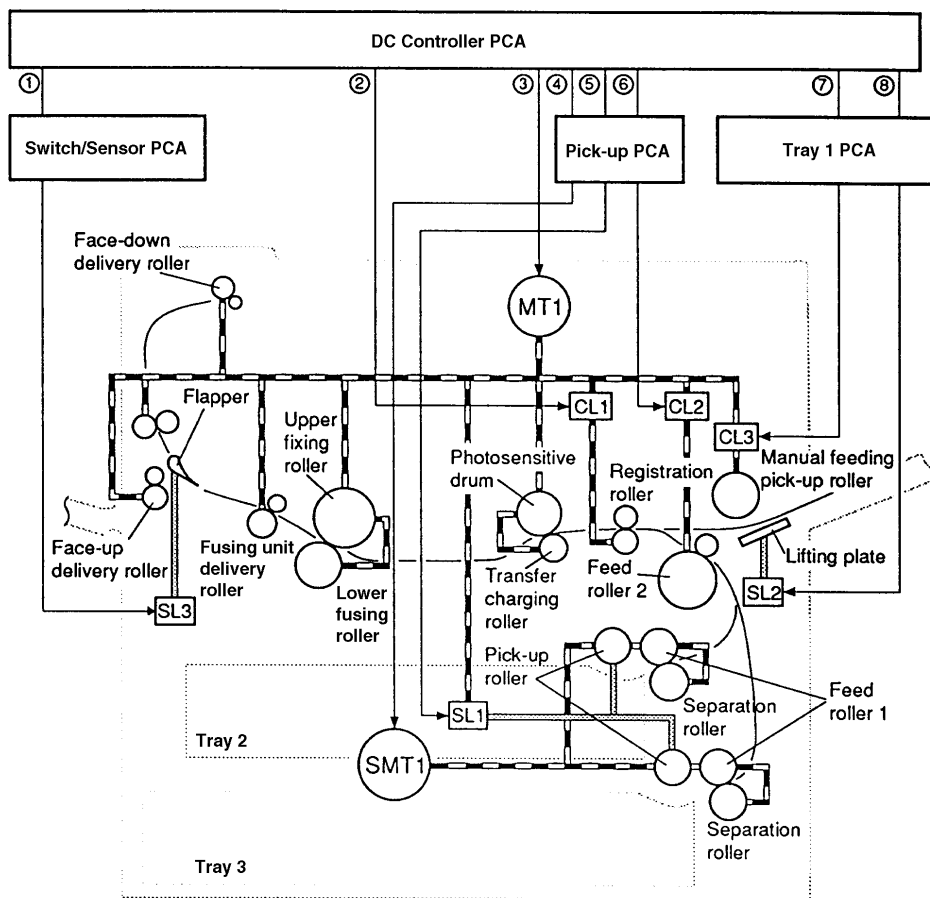 DC Controller PCA
① ② ③ ④ ⑤ ⑥ ⑦ ⑧
Switch/Sensor PCA
Pick-up PCA
Tray 1 PCA
Face-down
delivery roller
MT1
Flapper
CL1
CL2
CL3
Upper
fixing
roller
Photosensitive
drum
Registration
roller
Manual feeding
pick-up roller
Face-up
delivery roller
Fusing unit
delivery
roller
Lower
fusing
roller
Transfer
charging
roller
Feed
roller 2
Lifting plate
SL2
SL3
Pick-up
roller
Separation
roller
Feed
roller 1
SL1
Tray 2
SMT1
Separation
roller
Tray 3